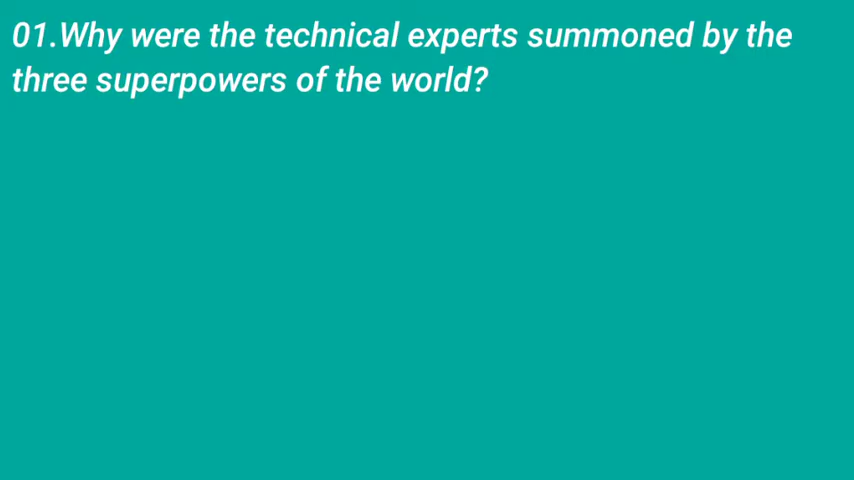 01.Why were the technical experts summoned by the
three superpowers of the world?